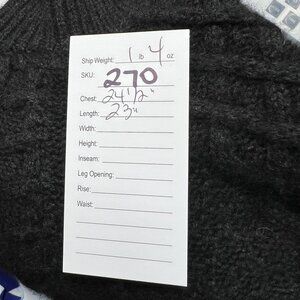 Ship Weight: 1 lb 4 oz
SKU: 270
Chest: 24 1/2"
Length: 23"
Width:
Height:
Inseam:
Leg Opening:
Rise:
Waist: